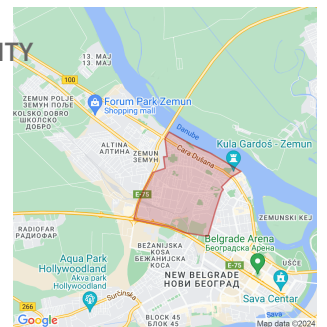 ITY
13. MAJ
13. МАЈ
100
ZEMUN POLJE
ЗЕМУН ПОЉЕ
Forum Park Zemun
Shopping mall
Danube
KOLSKO DOBRO
ШКОЛСКО
ДОБРО
ALTINA
АЛТИНА
ZEMUN
ЗЕМУН
Cara Dušana
Kula Gardoš - Zemun
E-75
ZEMUNSKI KEJ
RADIOFAR
РАДИОФАР
BEŽANIJSKA
KOSA
БЕЖАНИЈСКА
КОСА
Belgrade Arena
Београдска Арена
Aqua Park
Hollywoodland
Akva park
Hollywoodland
E-75
УШЋЕ
NEW BELGRADE
НОВИ БЕОГРАД
Surčinska
Sava Centar
266
BLOCK 45
БЛОК 45
Google
Map data ©2024